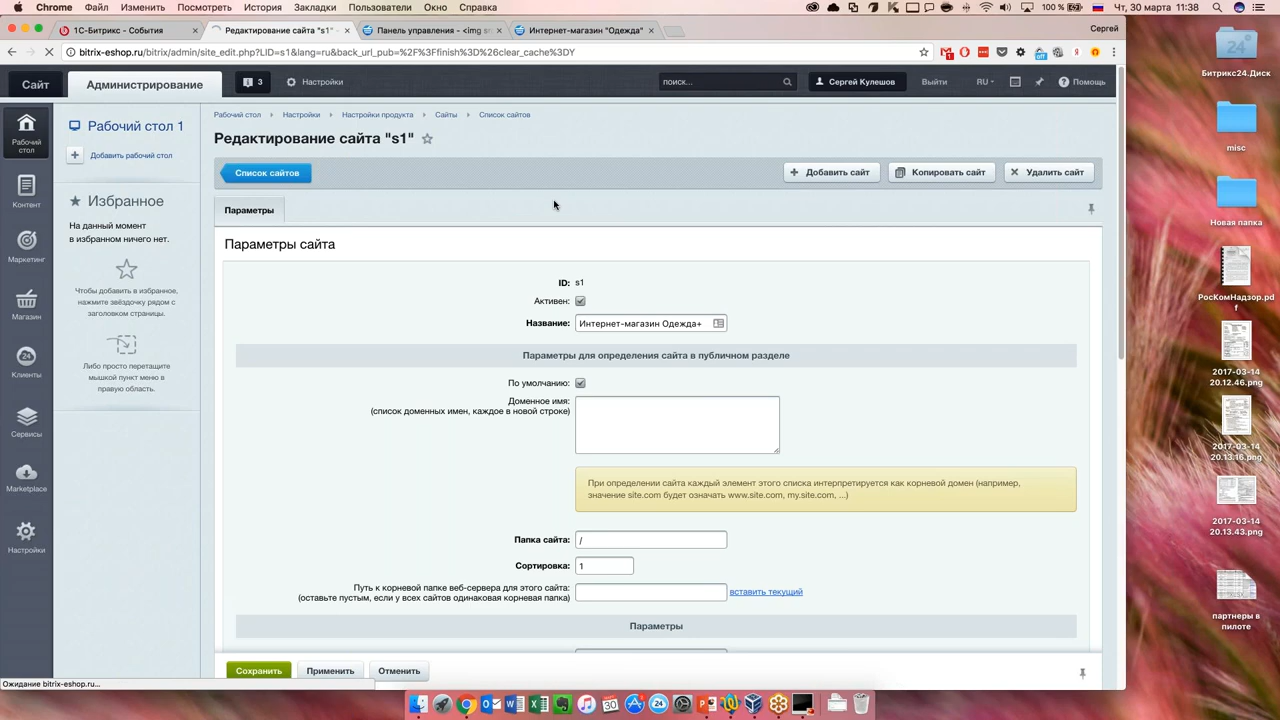 Chrome Файл Изменить Просмотреть История Закладки Пользователи Окно Справка 100 % Чт, 30 марта 11:38
1С-Битрикс - События
Редактирование сайта "s1" -
Панель управления - <img s
Интернет-магазин "Одежда"
Сергей
bitrix-eshop.ru/bitrix/admin/site_edit.php?LID=s1&lang=ru&back_url_pub=%2F%3Ffinish%3D%26clear_cache%3DY
Сайт
Администрирование
3
Настройки
поиск...
Сергей Кулешов
Выйти
RU
Помощь
Рабочий стол
Контент
Маркетинг
Магазин
24
Клиенты
Сервисы
Marketplace
Настройки
Рабочий стол 1
Добавить рабочий стол
Избранное
На данный момент
в избранном ничего нет.
Чтобы добавить в избранное,
нажмите звёздочку рядом с
заголовком страницы.
Либо просто перетащите
мышкой пункт меню в
правую область.
Рабочий стол Настройки Настройки продукта Сайты Список сайтов
Редактирование сайта "s1"
Список сайтов
Добавить сайт
Копировать сайт
Удалить сайт
Параметры
Параметры сайта
ID: s1
Активен:
Название: Интернет-магазин Одежда+
Параметры для определения сайта в публичном разделе
По умолчанию:
Доменное имя:
(список доменных имен, каждое в новой строке)
При определении сайта каждый элемент этого списка интерпретируется как корневой домен (например,
значение site.com будет означать www.site.com, my.site.com, ...)
Папка сайта: /
Сортировка: 1
Путь к корневой папке веб-сервера для этого сайта:
(оставьте пустым, если у всех сайтов одинаковая корневая папка)
вставить текущий
Параметры
Сохранить
Применить
Отменить
Ожидание bitrix-eshop.ru...
24
Битрикс24.Диск
misc
Новая папка
РосКомНадзор.pd
f
2017-03-14
20.12.46.png
2017-03-14
20.13.16.png
2017-03-14
20.13.43.png
партнеры в
пилоте